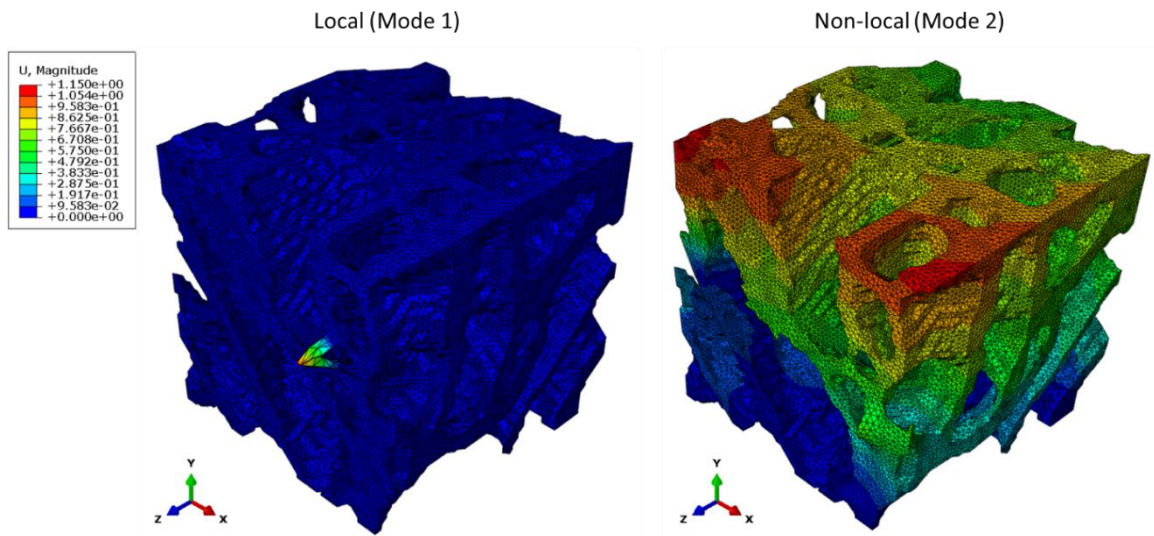 Local (Mode 1)
Non-local (Mode 2)
U, Magnitude
+1.150e+00
+1.054e+00
+9.583e-01
+8.625e-01
+7.667e-01
+6.708e-01
+5.750e-01
+4.792e-01
+3.833e-01
+2.875e-01
+1.917e-01
+9.583e-02
+0.000e+00
Y
Z
X
Y
Z
X